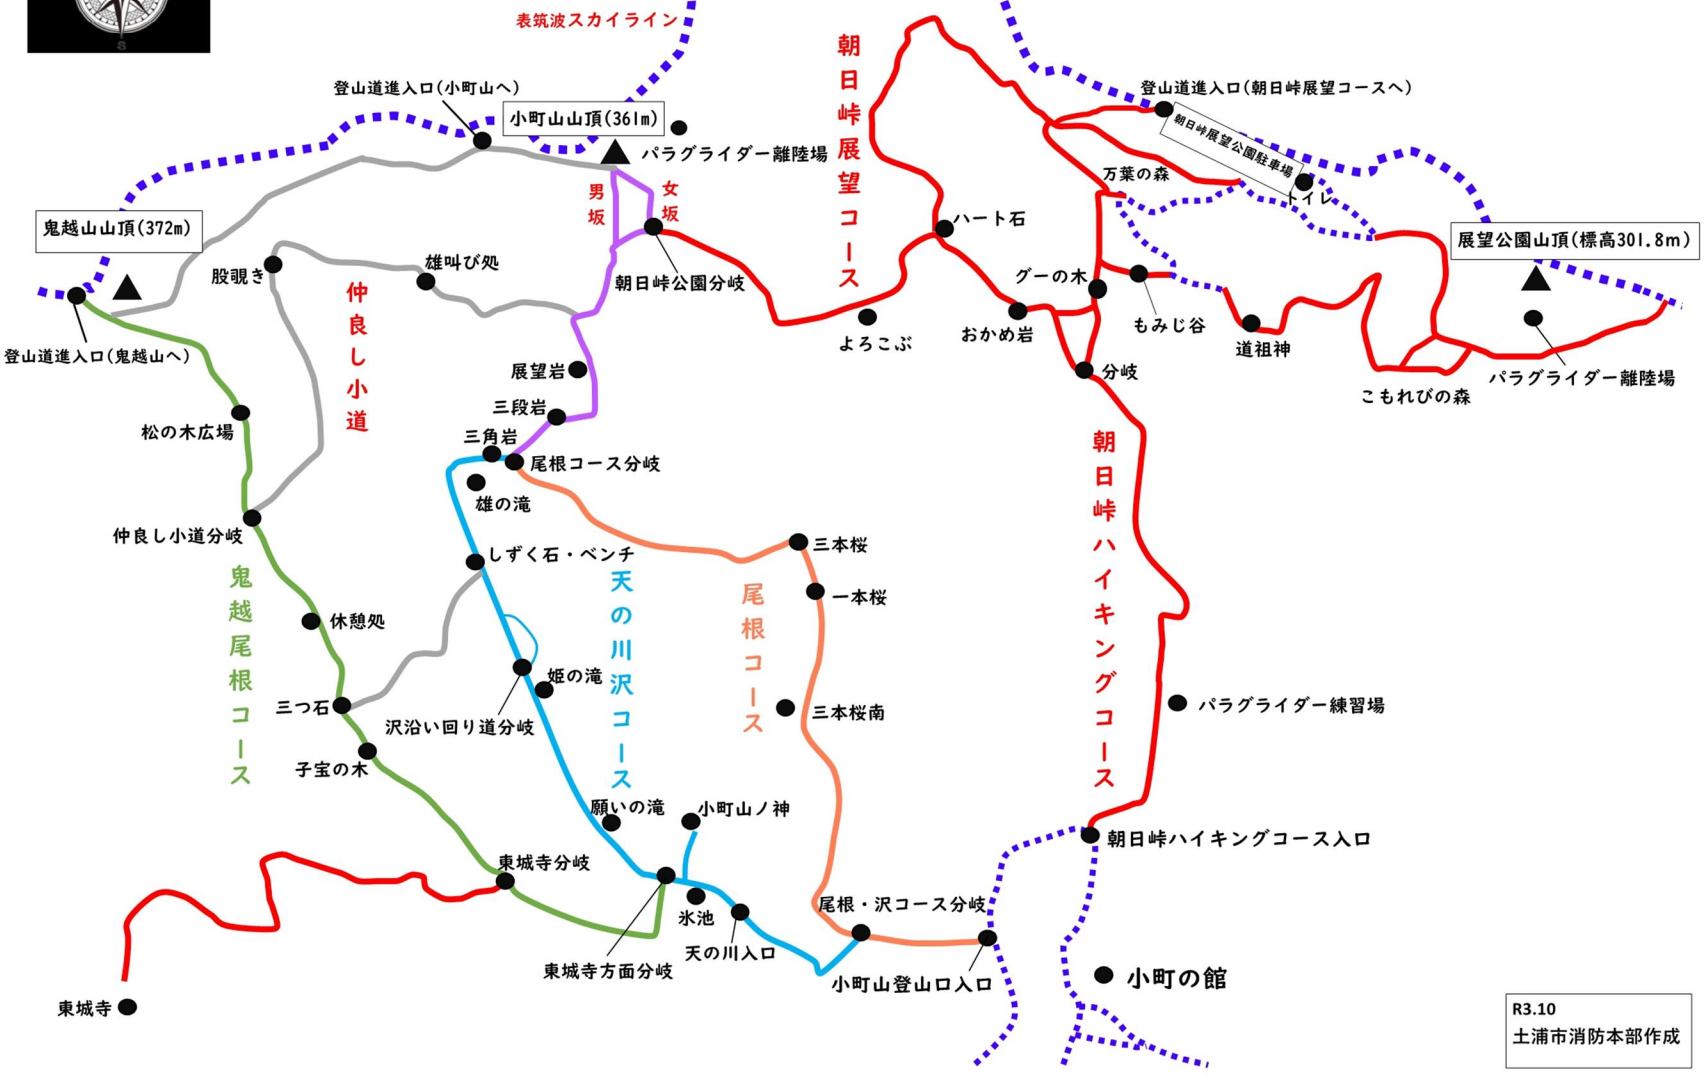 S
表筑波スカイライン
登山道進入口(小町山へ)
小町山山頂(361m)
パラグライダー離陸場
男坂
女坂
朝日峠公園分岐
朝日峠展望コース
登山道進入口(朝日峠展望コースへ)
朝日峠展望公園駐車場
トイレ
万葉の森
展望公園山頂(標高301.8m)
パラグライダー離陸場
鬼越山山頂(372m)
登山道進入口(鬼越山へ)
股覗き
雄叫び処
仲良し小道
ハート石
グーの木
もみじ谷
おかめ岩
よろこぶ
道祖神
こもれびの森
分岐
展望岩
三段岩
三角岩
尾根コース分岐
雄の滝
松の木広場
仲良し小道分岐
しずく石・ベンチ
鬼越尾根コース
天の川沢コース
尾根コース
朝日峠ハイキングコース
三本桜
一本桜
三本桜南
休憩処
三つ石
子宝の木
姫の滝
沢沿い回り道分岐
パラグライダー練習場
願いの滝
小町山ノ神
朝日峠ハイキングコース入口
東城寺分岐
氷池
尾根・沢コース分岐
天の川入口
東城寺方面分岐
小町山登山口入口
小町の館
東城寺
R3.10
土浦市消防本部作成